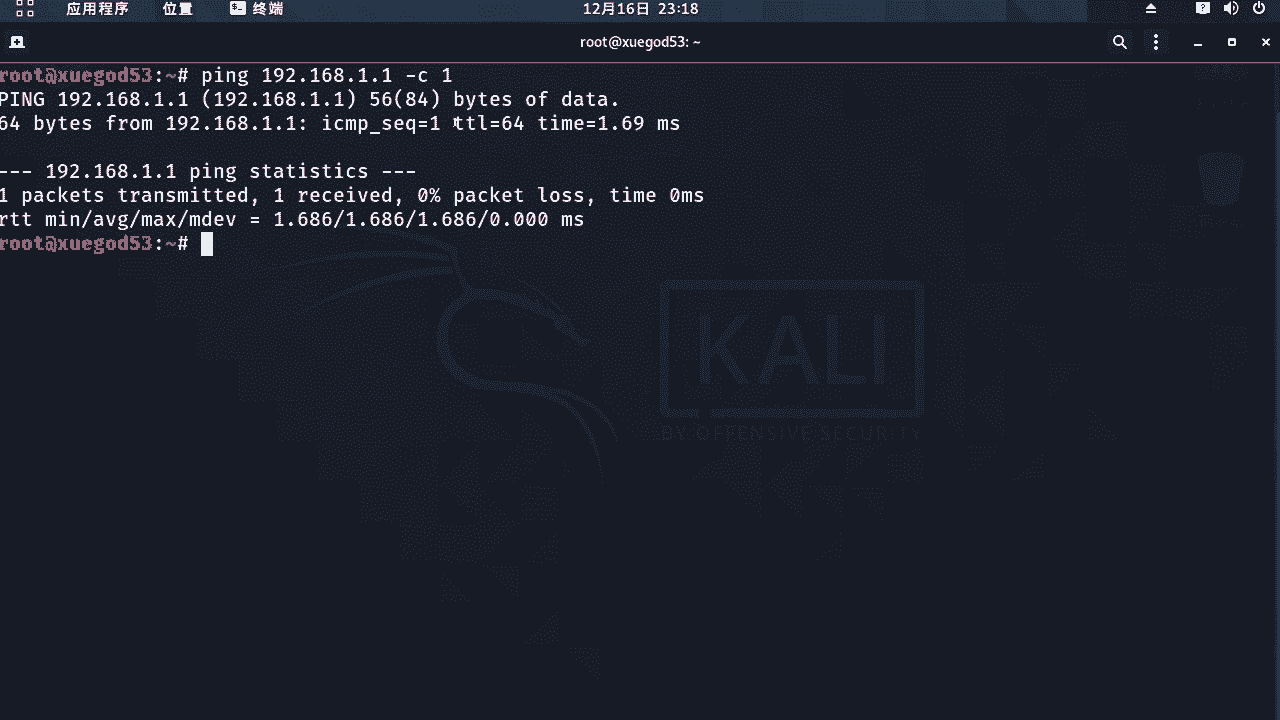 应用程序 位置 终端 12月16日 23:18
root@xuegod53: ~
root@xuegod53:~# ping 192.168.1.1 -c 1
PING 192.168.1.1 (192.168.1.1) 56(84) bytes of data.
64 bytes from 192.168.1.1: icmp_seq=1 ttl=64 time=1.69 ms
--- 192.168.1.1 ping statistics ---
1 packets transmitted, 1 received, 0% packet loss, time 0ms
rtt min/avg/max/mdev = 1.686/1.686/1.686/0.000 ms
root@xuegod53:~#
KALI
BY OFFENSIVE SECURITY